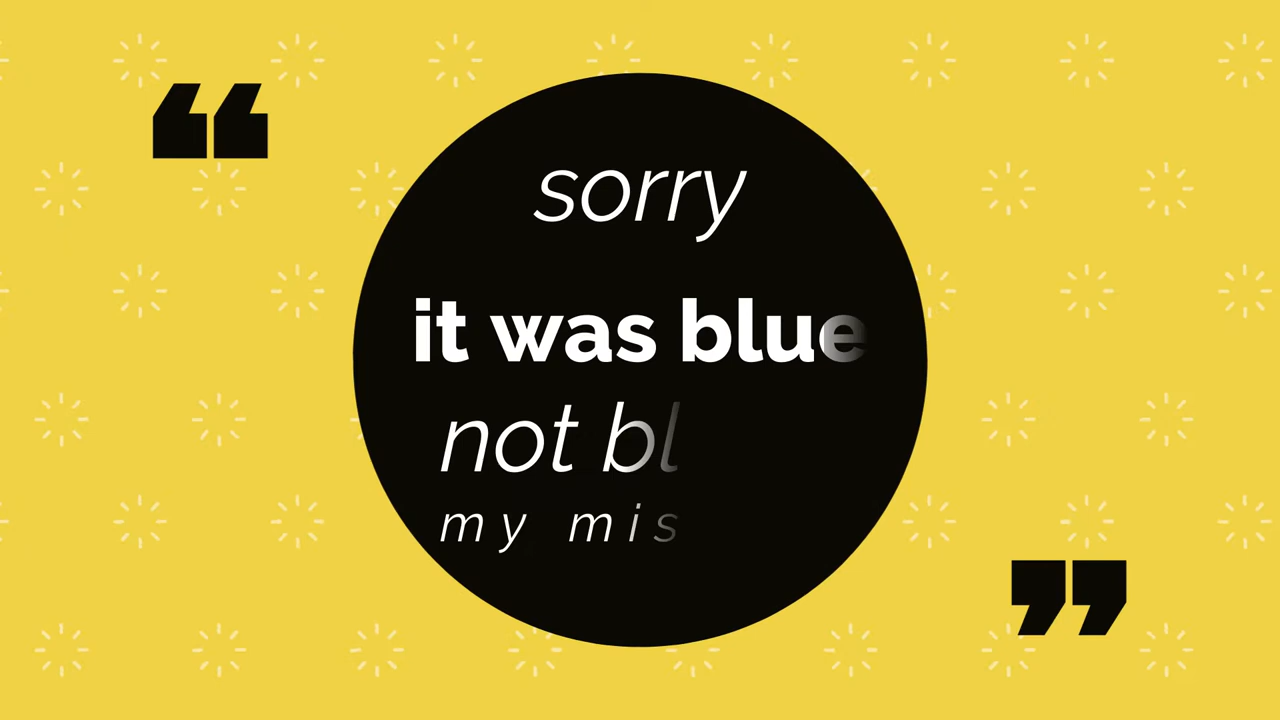 “
sorry
it was blue
not bl
my mis
”